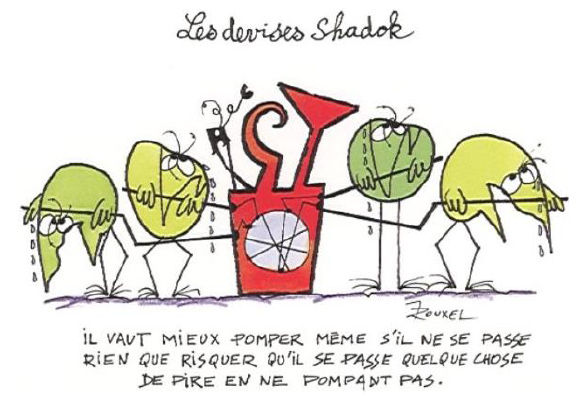 Les devises Shadok
ROUXEL
IL VAUT MIEUX POMPER MÊME S'IL NE SE PASSE
RIEN QUE RISQUER QU'IL SE PASSE QUELQUE CHOSE
DE PIRE EN NE POMPANT PAS.